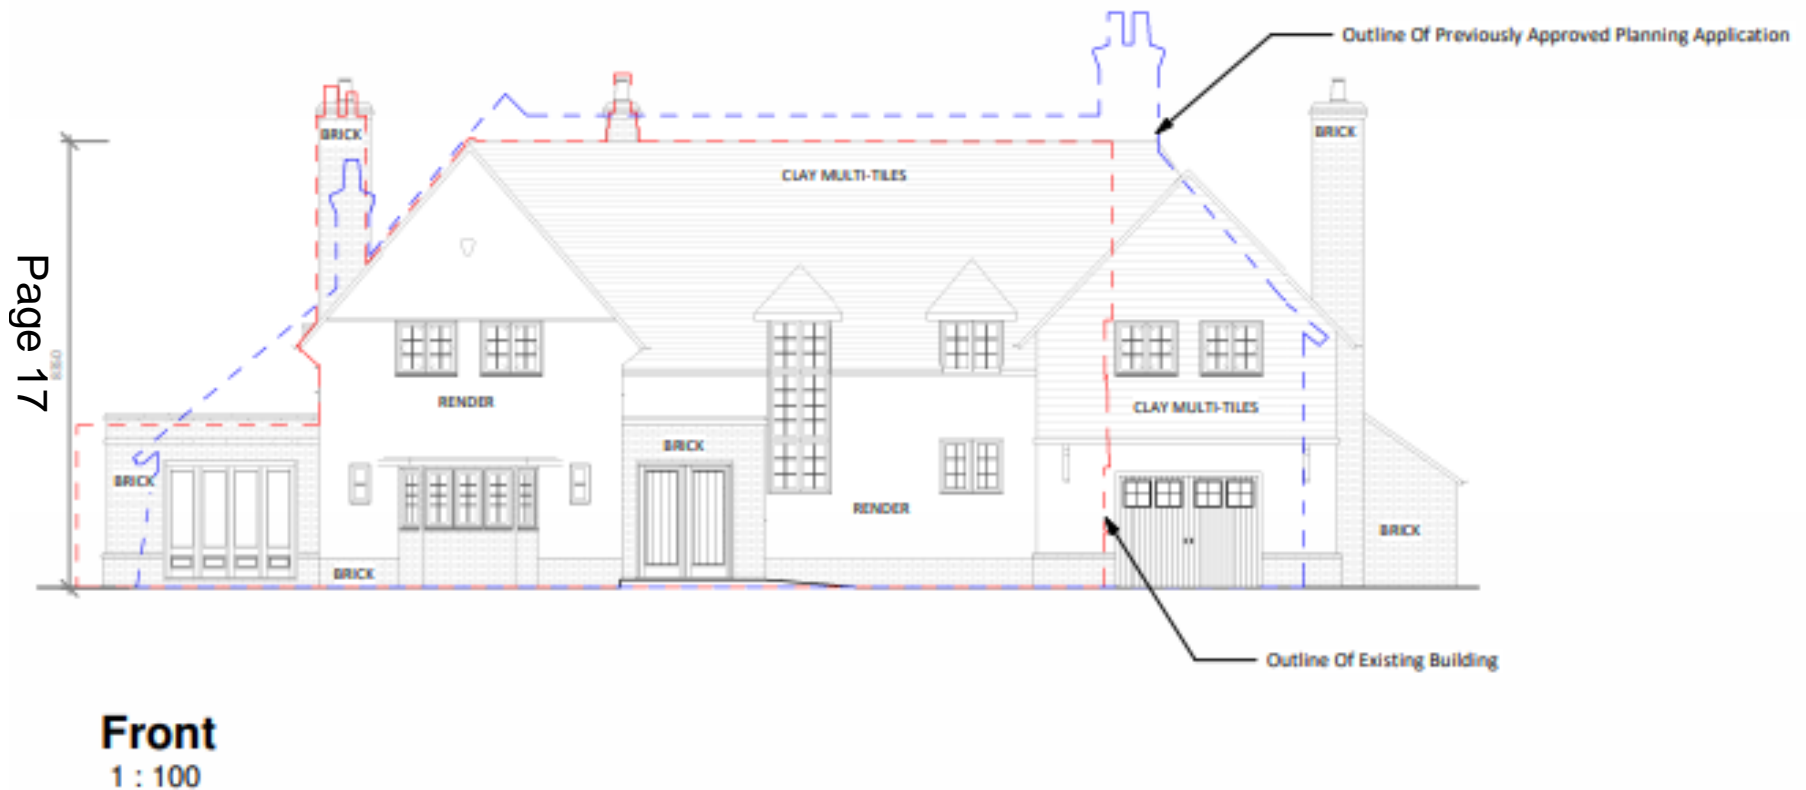 Outline Of Previously Approved Planning Application
BRICK
BRICK
CLAY MULTI-TILES
Page 17
8360
RENDER
CLAY MULTI-TILES
BRICK
BRICK
RENDER
BRICK
BRICK
Outline Of Existing Building
Front
1 : 100